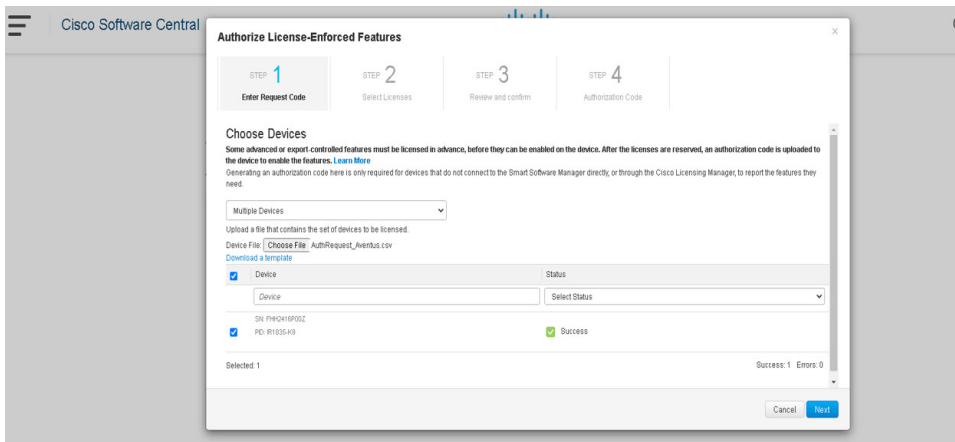 Cisco Software Central
Authorize License-Enforced Features
X
STEP 1
Enter Request Code
STEP 2
Select Licenses
STEP 3
Review and confirm
STEP 4
Authorization Code
Choose Devices
Some advanced or export-controlled features must be licensed in advance, before they can be enabled on the device. After the licenses are reserved, an authorization code is uploaded to
the device to enable the features. Learn More
Generating an authorization code here is only required for devices that do not connect to the Smart Software Manager directly, or through the Cisco Licensing Manager, to report the features they
need.
Multiple Devices
Upload a file that contains the set of devices to be licensed.
Device File: Choose File AuthRequest_Aventus.csv
Download a template
Device Status
Device Select Status
SN: FHH2416P00Z
PID: IR1835-K9
Success
Selected: 1 Success: 1 Errors: 0
Cancel Next